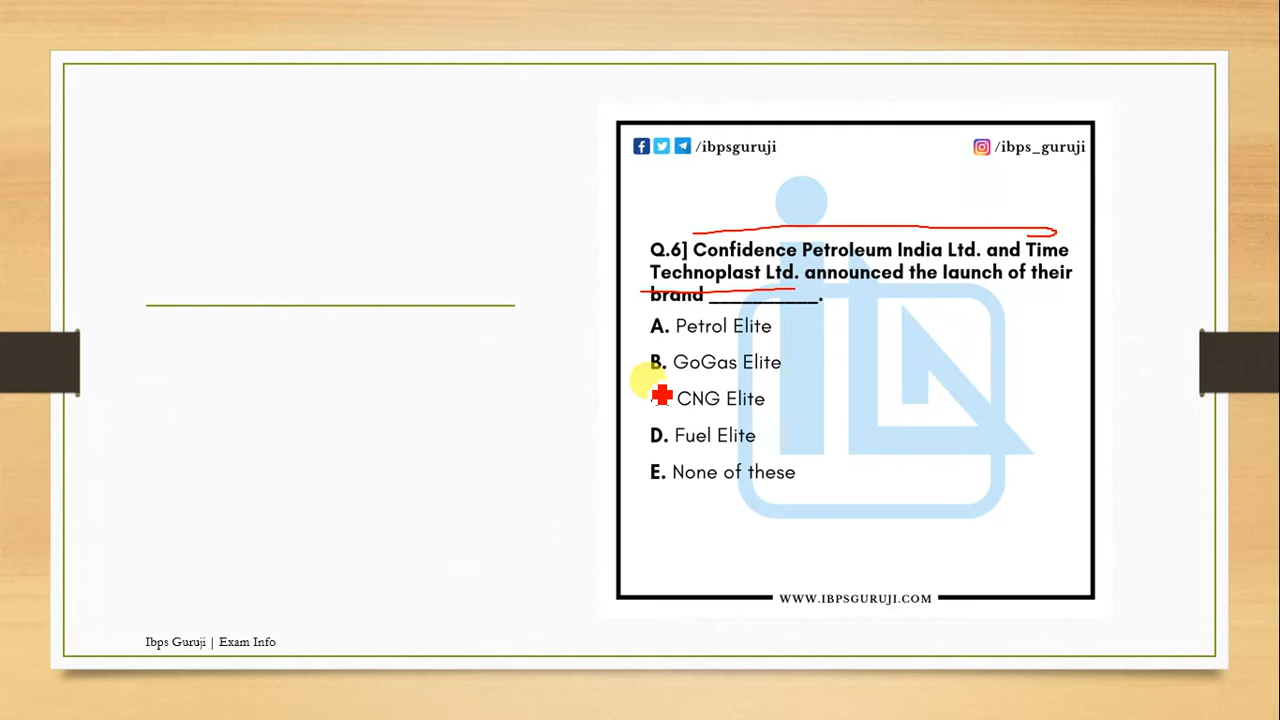 /ibpsguruji
/ibps_guruji
Q.6] Confidence Petroleum India Ltd. and Time
Technoplast Ltd. announced the launch of their
brand ___________.
A. Petrol Elite
B. GoGas Elite
CNG Elite
D. Fuel Elite
E. None of these
WWW.IBPSGURUJI.COM
Ibps Guruji | Exam Info